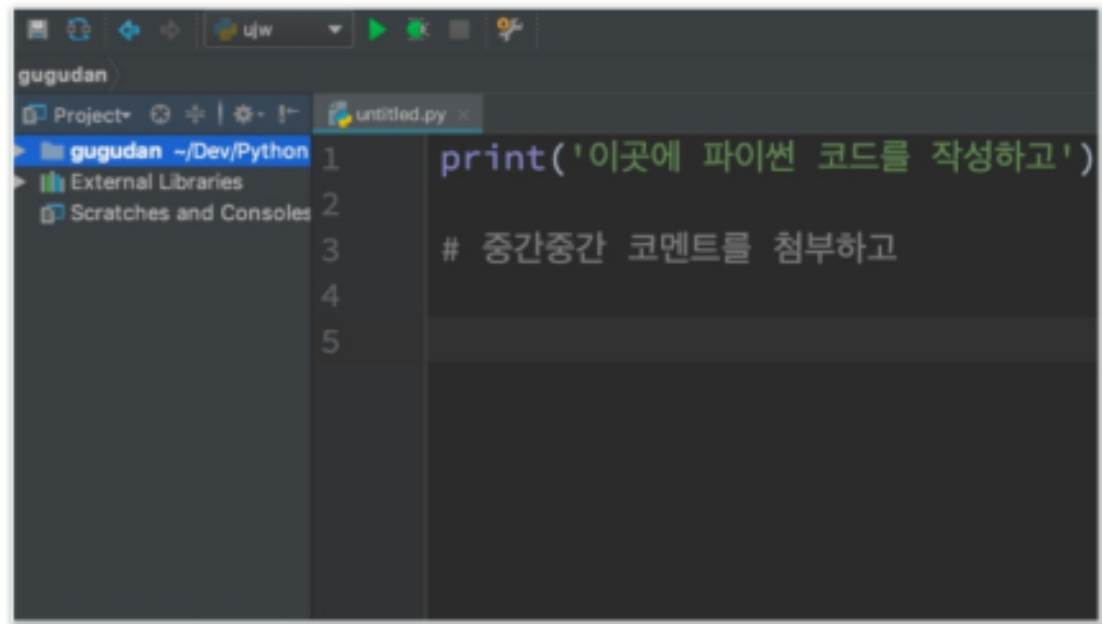 ujw
gugudan
Project
untitled.py
gugudan ~/Dev/Python
External Libraries
Scratches and Consoles
1 print('이곳에 파이썬 코드를 작성하고')
2
3 # 중간중간 코멘트를 첨부하고
4
5